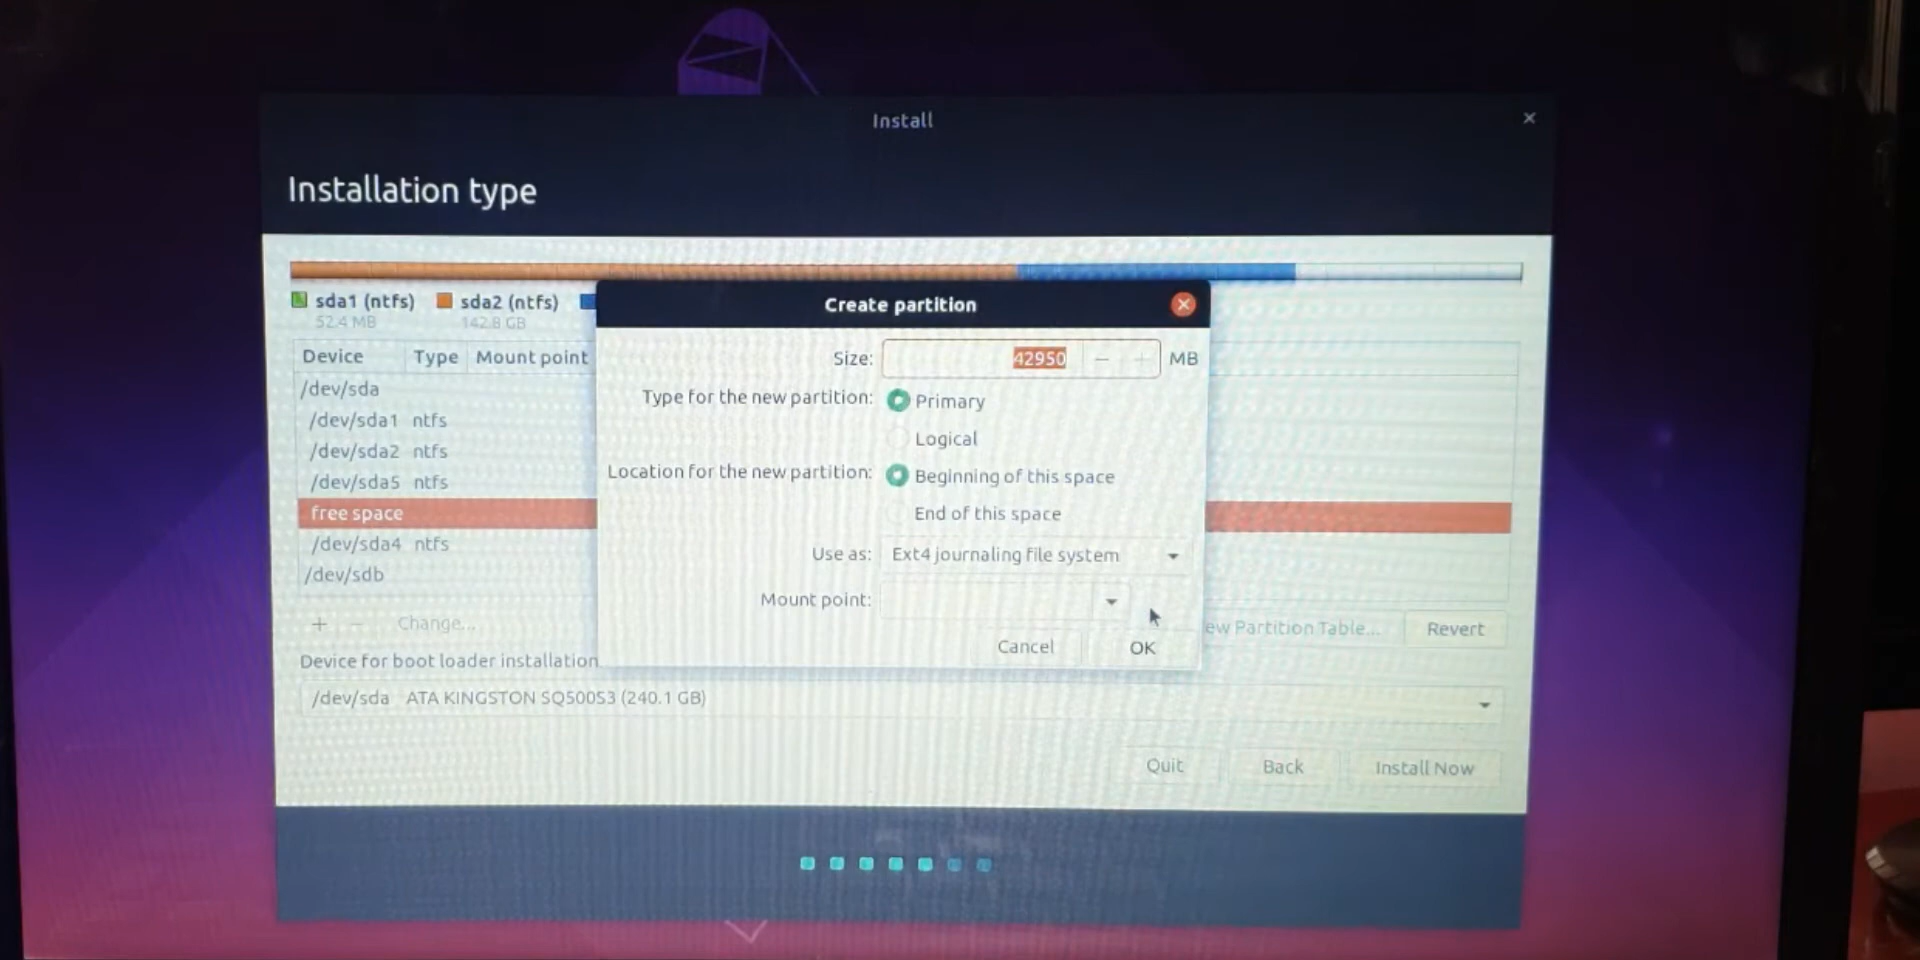 Install
Installation type
sda1 (ntfs)
52.4 MB
sda2 (ntfs)
142.8 GB
Device Type Mount point
/dev/sda
/dev/sda1 ntfs
/dev/sda2 ntfs
/dev/sda5 ntfs
free space
/dev/sda4 ntfs
/dev/sdb
+ − Change...
Create partition
Size: 42950 − + MB
Type for the new partition: Primary
Logical
Location for the new partition: Beginning of this space
End of this space
Use as: Ext4 journaling file system
Mount point:
Cancel OK
ew Partition Table... Revert
Device for boot loader installation
/dev/sda ATA KINGSTON SQ500S3 (240.1 GB)
Quit Back Install Now